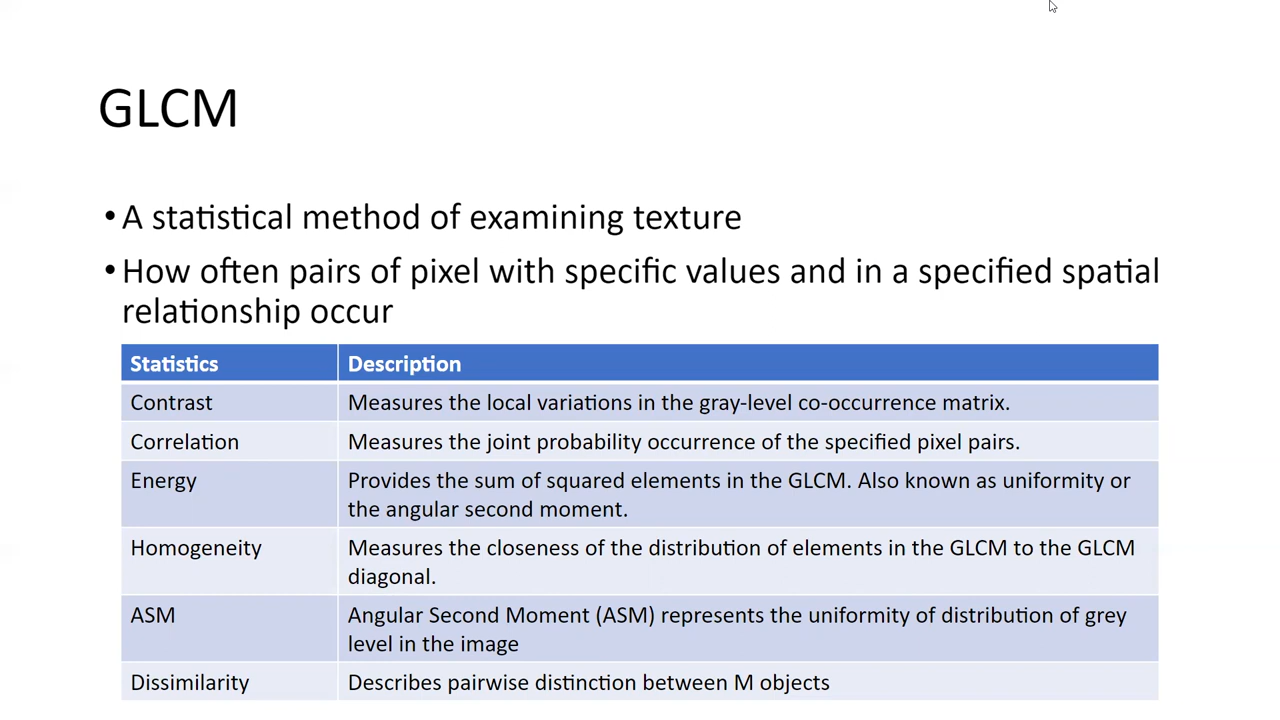 GLCM
• A statistical method of examining texture
• How often pairs of pixel with specific values and in a specified spatial
relationship occur
Statistics Description
Contrast Measures the local variations in the gray-level co-occurrence matrix.
Correlation Measures the joint probability occurrence of the specified pixel pairs.
Energy Provides the sum of squared elements in the GLCM. Also known as uniformity or
the angular second moment.
Homogeneity Measures the closeness of the distribution of elements in the GLCM to the GLCM
diagonal.
ASM Angular Second Moment (ASM) represents the uniformity of distribution of grey
level in the image
Dissimilarity Describes pairwise distinction between M objects